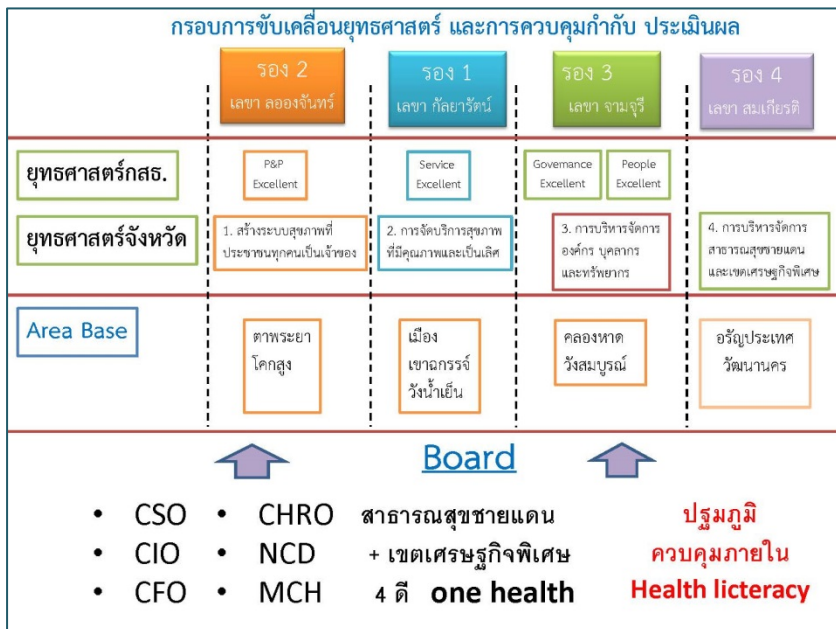 กรอบการขับเคลื่อนยุทธศาสตร์ และการควบคุมกำกับ ประเมินผล
รอง 2
เลขา ลอองจันทร์
รอง 1
เลขา กัลยารัตน์
รอง 3
เลขา จามจุรี
รอง 4
เลขา สมเกียรติ
ยุทธศาสตร์กสธ.
P&P
Excellent
Service
Excellent
Governance
Excellent
People
Excellent
ยุทธศาสตร์จังหวัด
1. สร้างระบบสุขภาพที่
ประชาชนทุกคนเป็นเจ้าของ
2. การจัดบริการสุขภาพ
ที่มีคุณภาพและเป็นเลิศ
3. การบริหารจัดการ
องค์กร บุคลากร
และทรัพยากร
4. การบริหารจัดการ
สาธารณสุขชายแดน
และเขตเศรษฐกิจพิเศษ
Area Base
ตาพระยา
โคกสูง
เมือง
เขาฉกรรจ์
วังน้ำเย็น
คลองหาด
วังสมบูรณ์
อรัญประเทศ
วัฒนานคร
Board
• CSO • CHRO สาธารณสุขชายแดน ปฐมภูมิ
• CIO • NCD + เขตเศรษฐกิจพิเศษ ควบคุมภายใน
• CFO • MCH 4 ดี one health Health licteracy